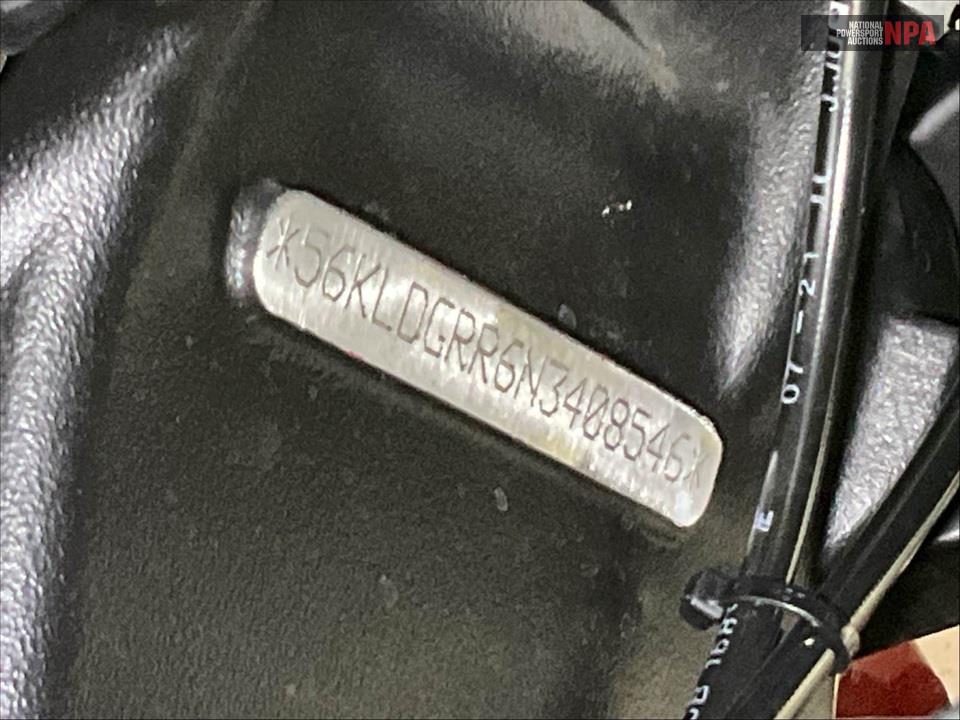 NATIONAL
POWERSPORT
AUCTIONS
NPA
*56KLDGRR6N3408546*
07-21
E